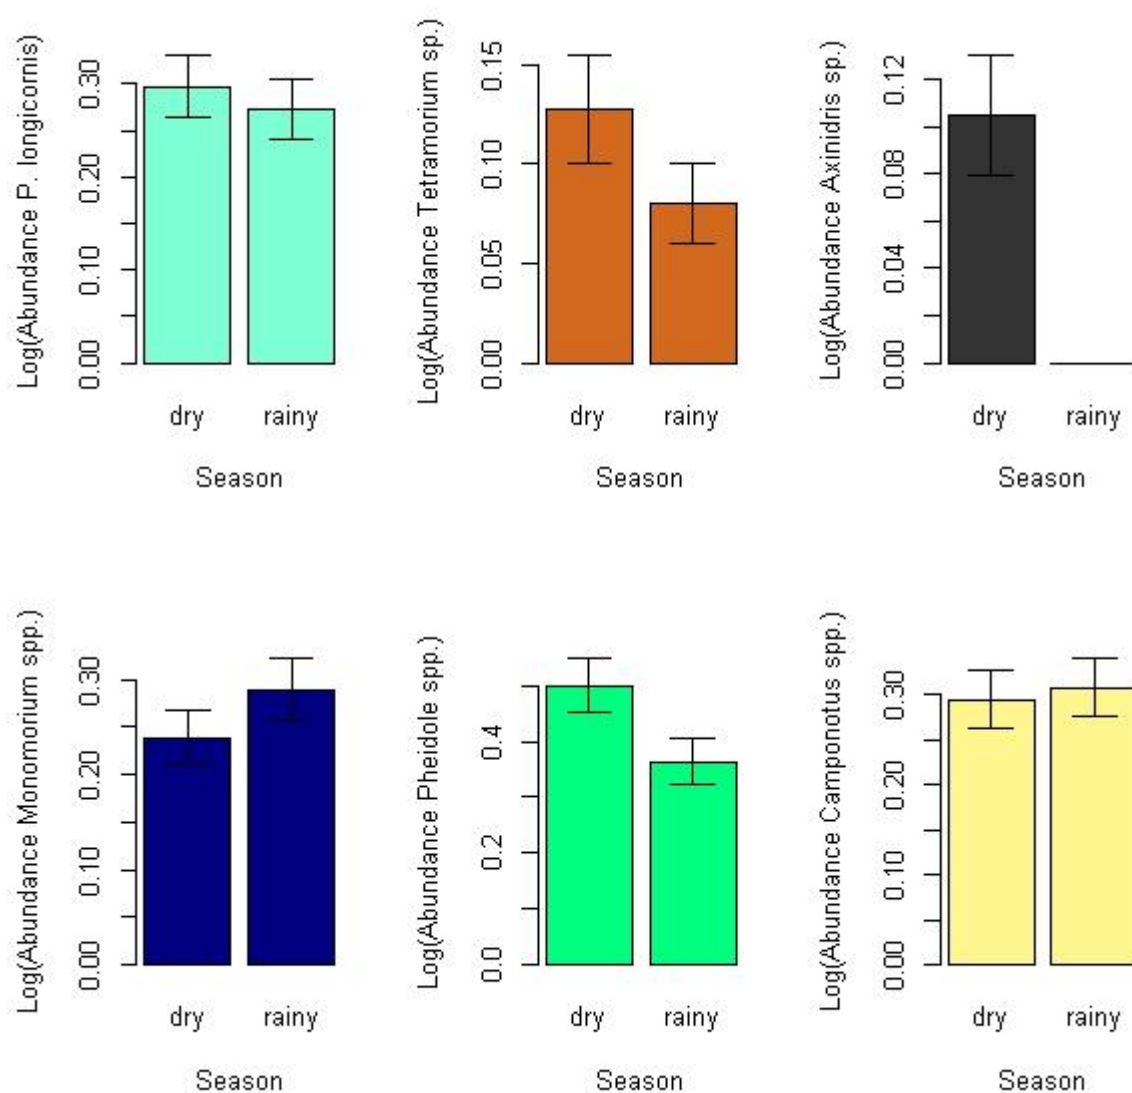 Log(Abundance P. longicornis)
0.00 0.10 0.20 0.30
dry rainy
Season
Log(Abundance Tetramorium sp.)
0.00 0.05 0.10 0.15
dry rainy
Season
Log(Abundance Axinidris sp.)
0.00 0.04 0.08 0.12
dry rainy
Season
Log(Abundance Monomorium spp.)
0.00 0.10 0.20 0.30
dry rainy
Season
Log(Abundance Pheidole spp.)
0.0 0.2 0.4
dry rainy
Season
Log(Abundance Camponotus spp.)
0.00 0.10 0.20 0.30
dry rainy
Season